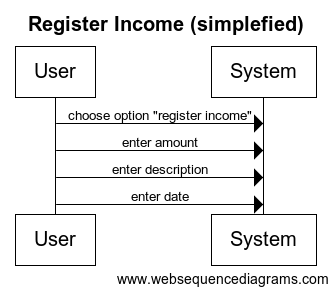 Register Income (simplefied)
User
System
choose option "register income"
enter amount
enter description
enter date
User
System
www.websequencediagrams.com